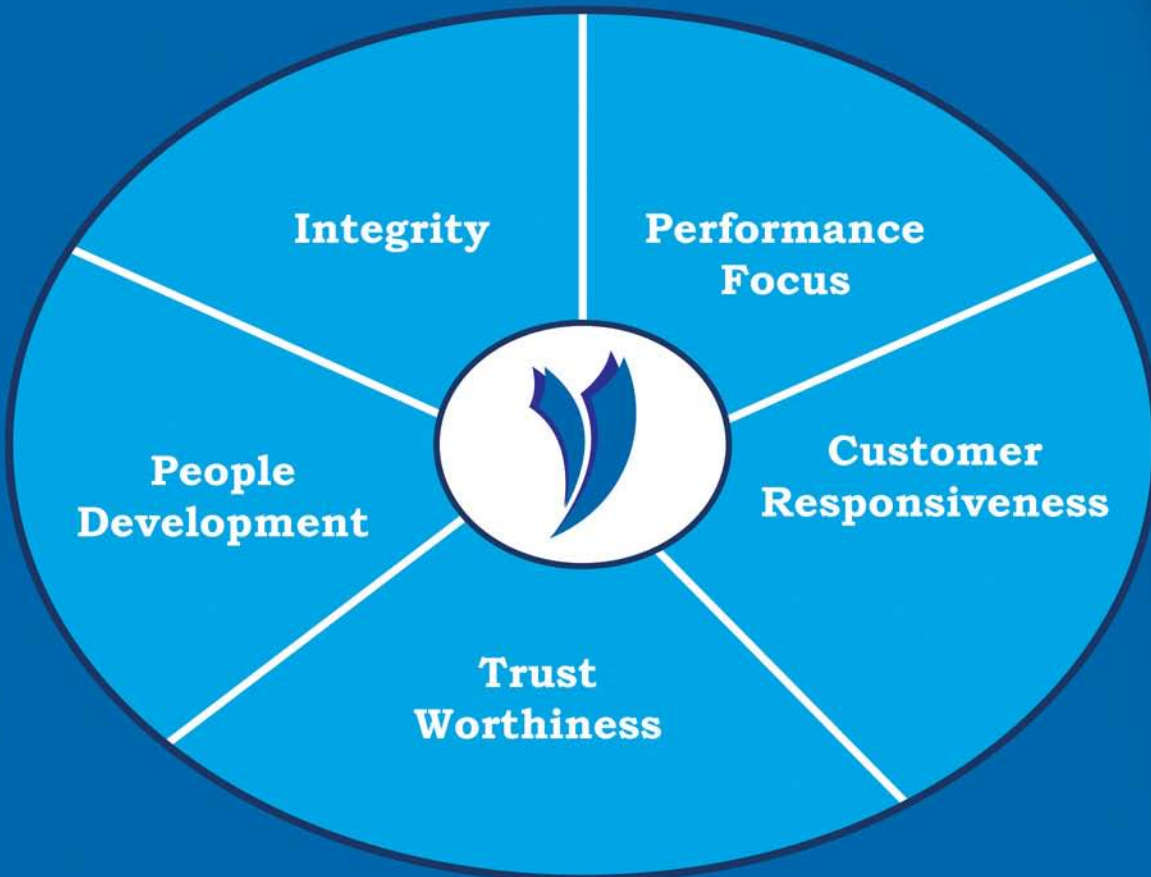 Integrity
Performance
Focus
Customer
Responsiveness
People
Development
Trust
Worthiness